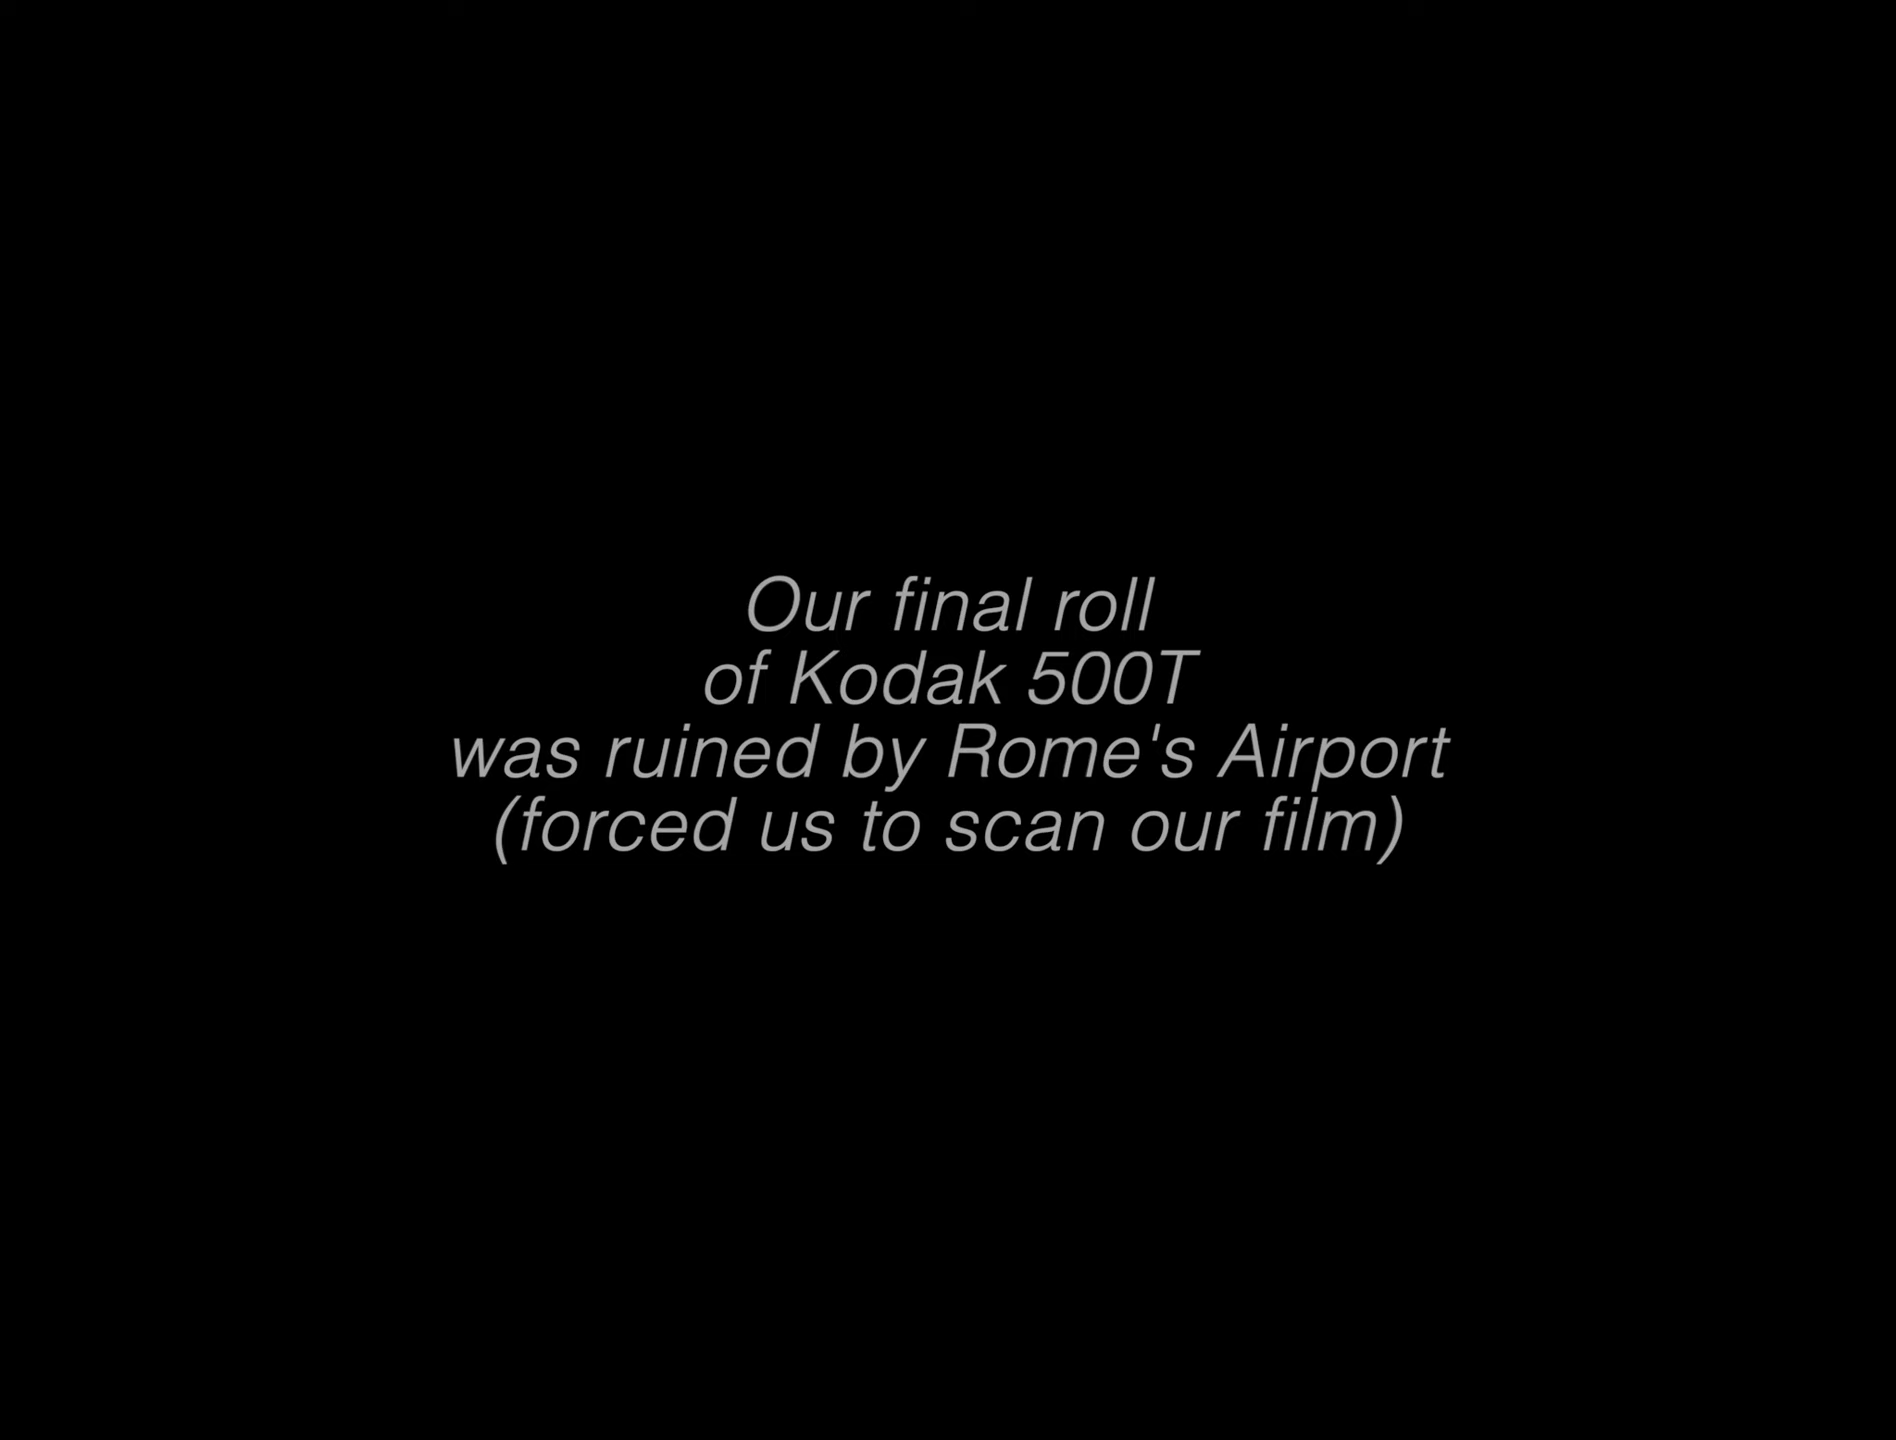 Our final roll
of Kodak 500T
was ruined by Rome's Airport
(forced us to scan our film)